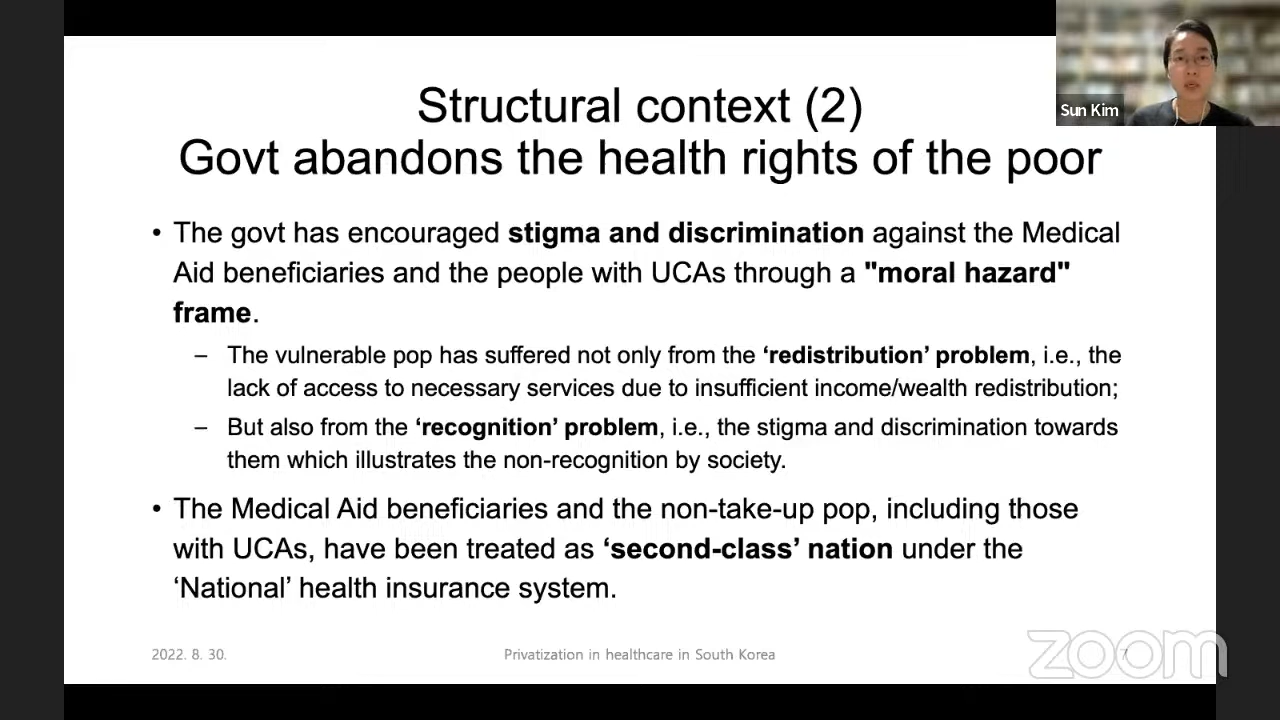 Structural context (2)
Govt abandons the health rights of the poor
Sun Kim
• The govt has encouraged stigma and discrimination against the Medical
Aid beneficiaries and the people with UCAs through a "moral hazard"
frame.
– The vulnerable pop has suffered not only from the ‘redistribution’ problem, i.e., the
lack of access to necessary services due to insufficient income/wealth redistribution;
– But also from the ‘recognition’ problem, i.e., the stigma and discrimination towards
them which illustrates the non-recognition by society.
• The Medical Aid beneficiaries and the non-take-up pop, including those
with UCAs, have been treated as ‘second-class’ nation under the
‘National’ health insurance system.
2022. 8. 30.
Privatization in healthcare in South Korea
7
zoom